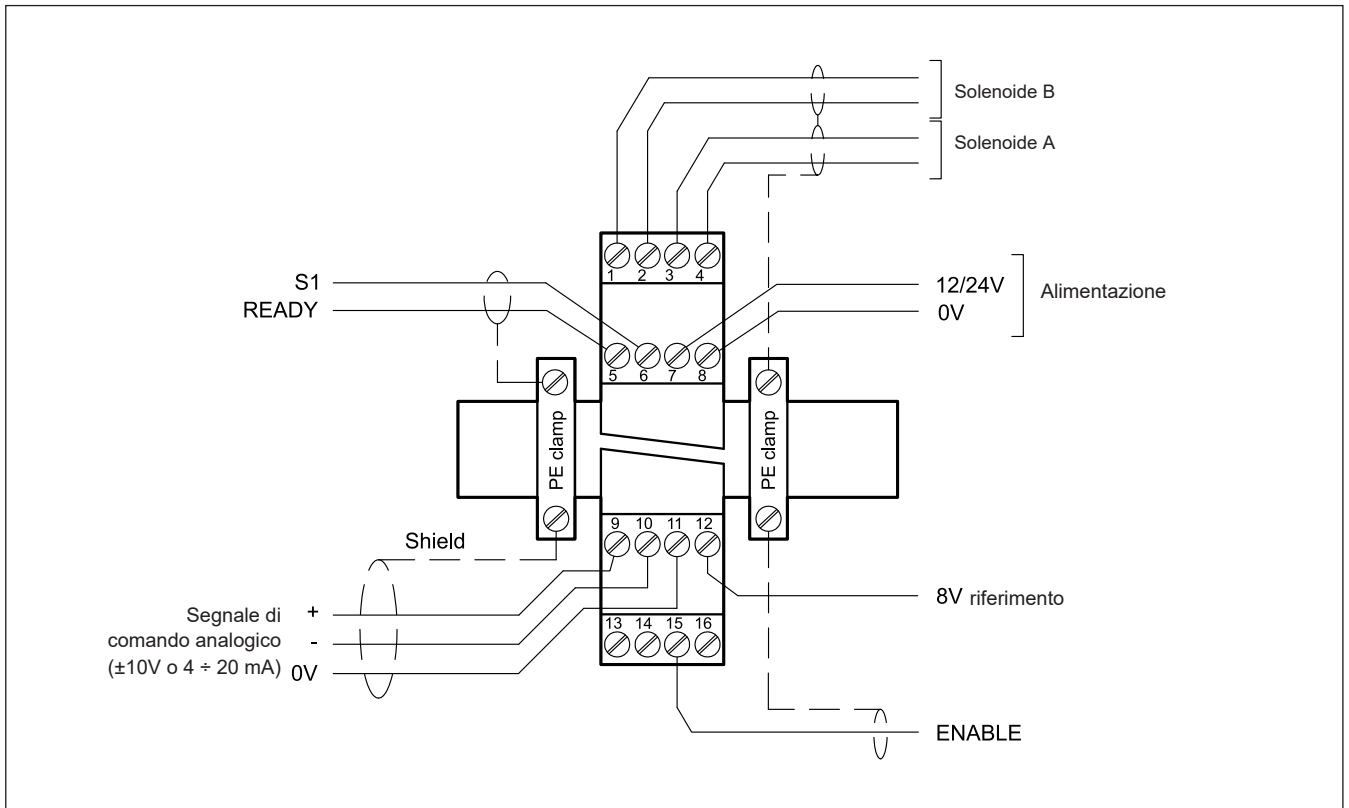 Solenoide B
Solenoide A
1 2 3 4
S1
READY
12/24V
0V
Alimentazione
5 6 7 8
PE clamp
PE clamp
Shield
9 10 11 12
8V riferimento
Segnale di
comando analogico
(±10V o 4 ÷ 20 mA)
+
-
0V
13 14 15 16
ENABLE